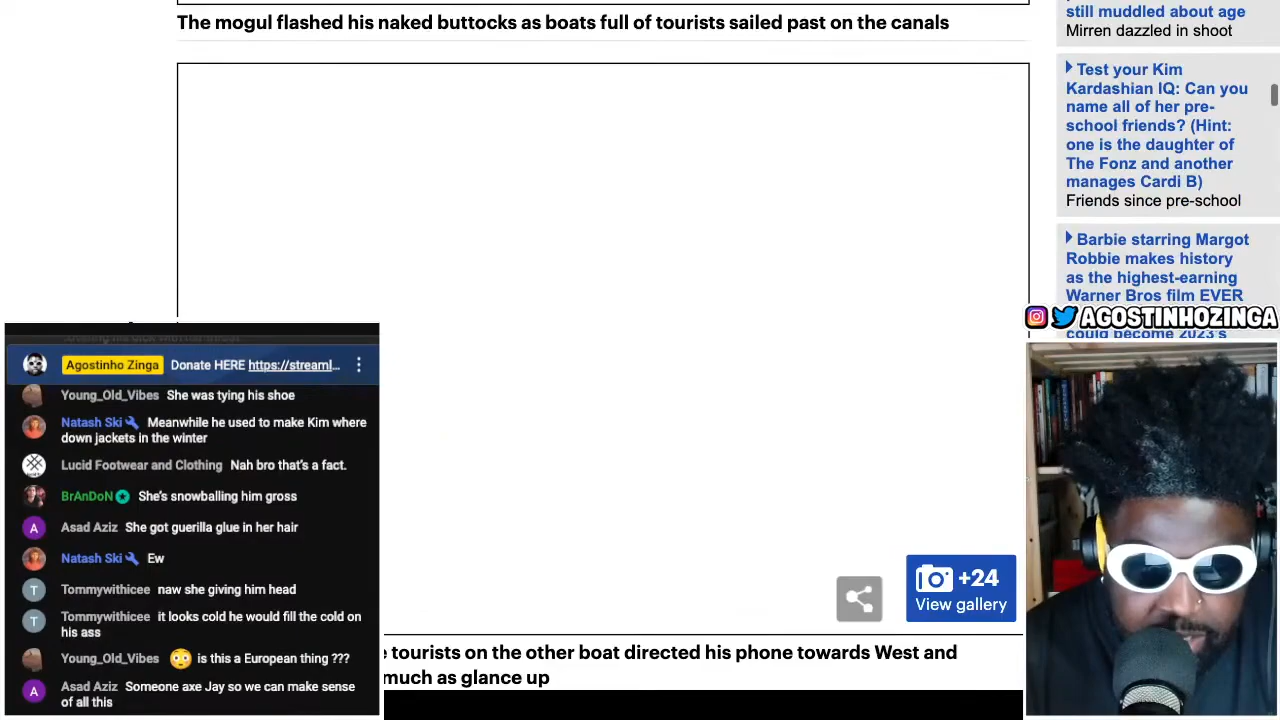 The mogul flashed his naked buttocks as boats full of tourists sailed past on the canals
still muddled about age
Mirren dazzled in shoot
Test your Kim
Kardashian IQ: Can you
name all of her pre-
school friends? (Hint:
one is the daughter of
The Fonz and another
manages Cardi B)
Friends since pre-school
Barbie starring Margot
Robbie makes history
as the highest-earning
Warner Bros film EVER
could become 2023's
AGOSTINHOZINGA
+24
View gallery
e tourists on the other boat directed his phone towards West and
much as glance up
Agostinho Zinga Donate HERE https://streaml...
Young_Old_Vibes She was tying his shoe
Natash Ski Meanwhile he used to make Kim where
down jackets in the winter
Lucid Footwear and Clothing Nah bro that's a fact.
BrAnDoN She's snowballing him gross
A Asad Aziz She got guerilla glue in her hair
Natash Ski Ew
T Tommywithicee naw she giving him head
T Tommywithicee it looks cold he would fill the cold on
his ass
Young_Old_Vibes 😳 is this a European thing ???
A Asad Aziz Someone axe Jay so we can make sense
of all this